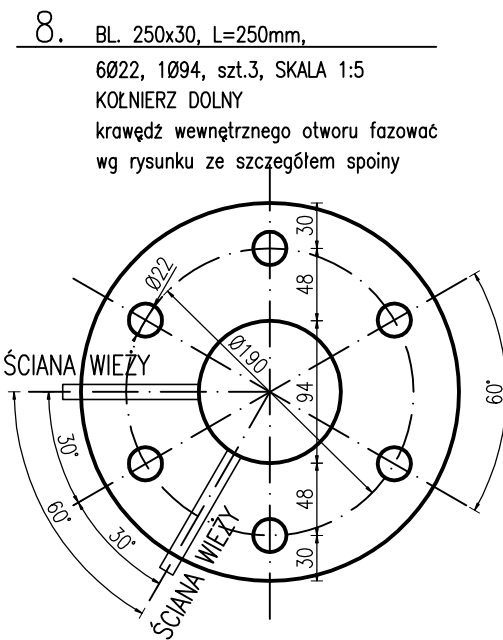 8. BL. 250x30, L=250mm,
6Ø22, 1Ø94, szt.3, SKALA 1:5
KOŁNIERZ DOLNY
krawędź wewnętrznego otworu fazować
wg rysunku ze szczegółem spoiny
30
48
Ø22
Ø190
ŚCIANA WIEŻY
94
60°
30°
60°
30°
48
30
ŚCIANA WIEŻY